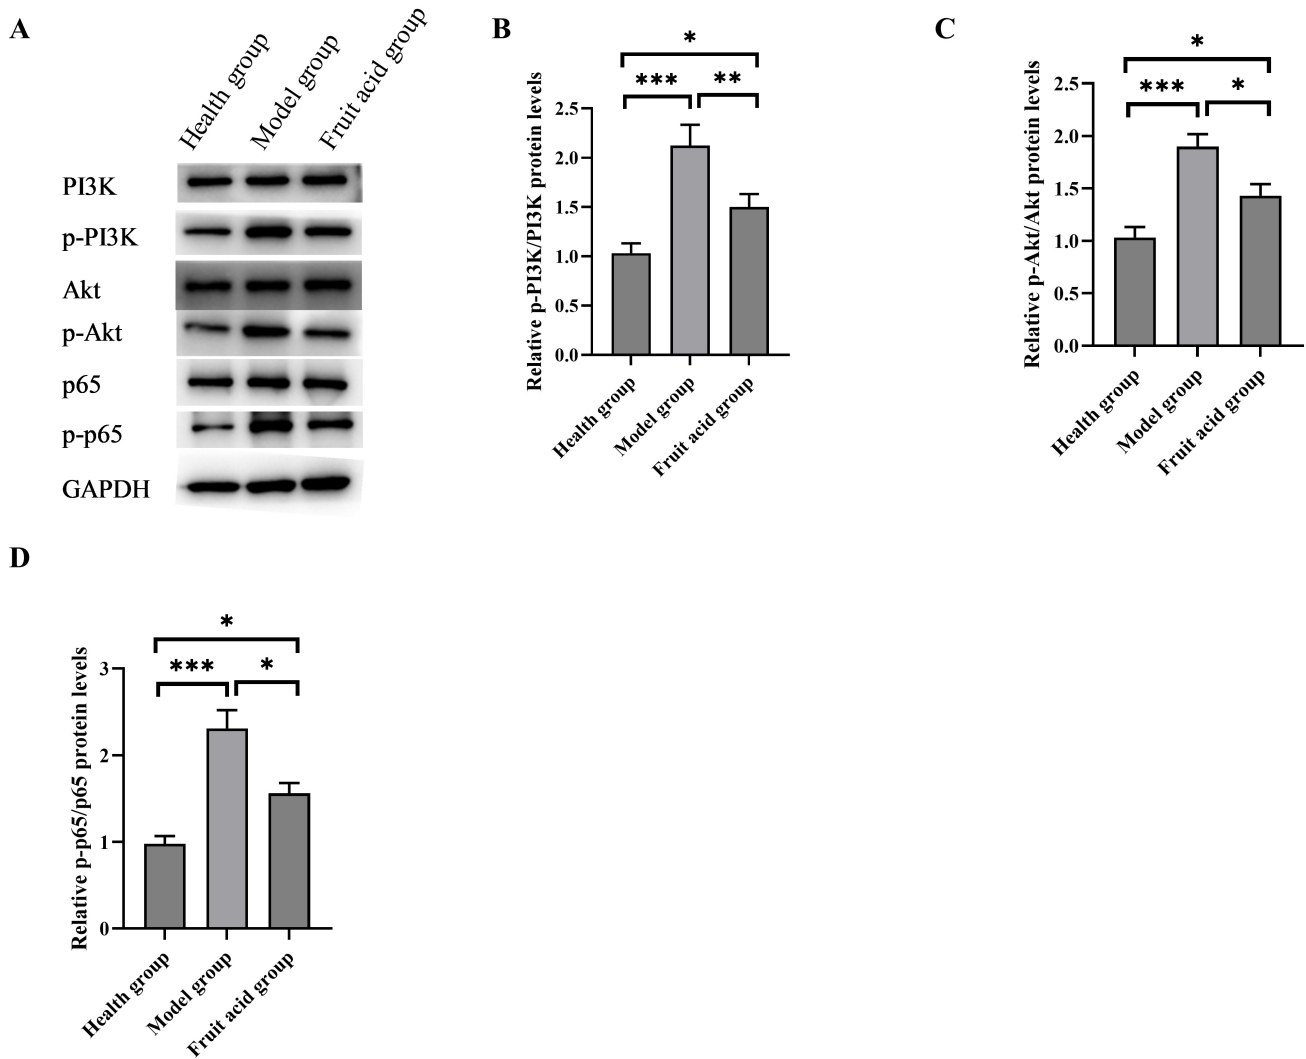 A
Health group
Model group
Fruit acid group
PI3K
p-PI3K
Akt
p-Akt
p65
p-p65
GAPDH
B
Relative p-PI3K/PI3K protein levels
*
***
**
2.5
2.0
1.5
1.0
0.5
0.0
Health group
Model group
Fruit acid group
C
Relative p-Akt/Akt protein levels
*
***
*
2.5
2.0
1.5
1.0
0.5
0.0
Health group
Model group
Fruit acid group
D
Relative p-p65/p65 protein levels
*
***
*
3
2
1
0
Health group
Model group
Fruit acid group